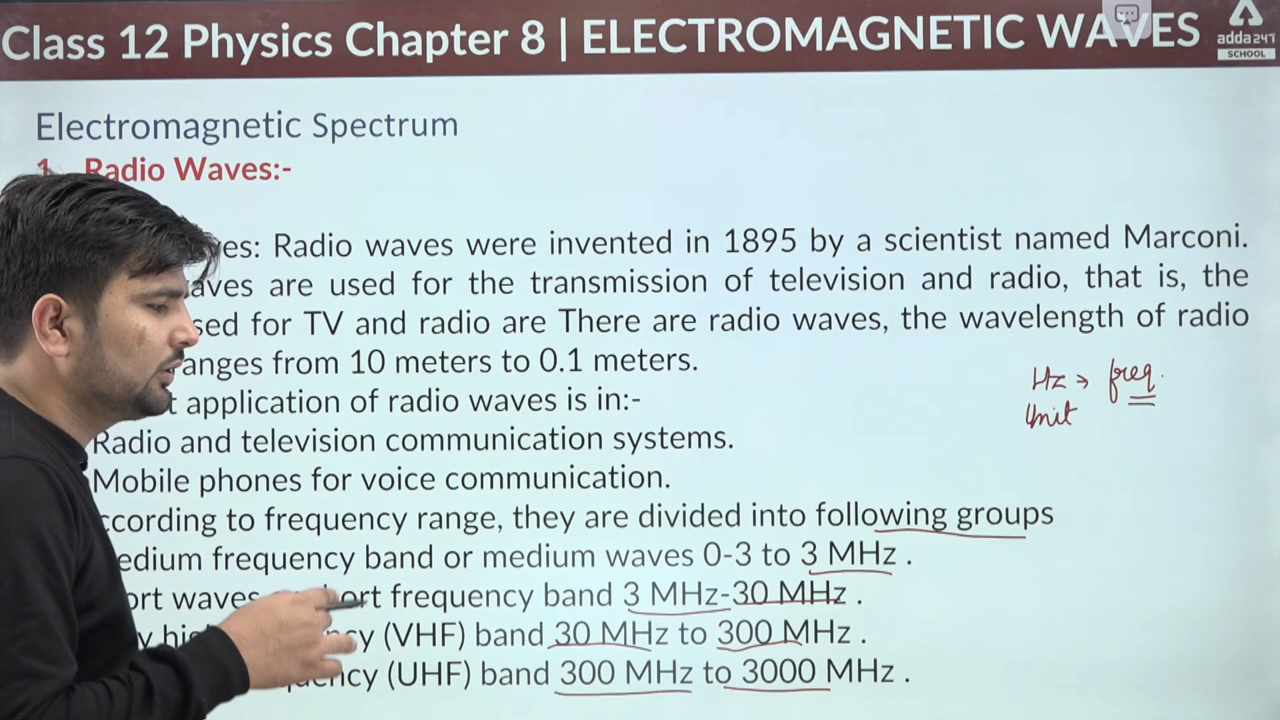 Class 12 Physics Chapter 8 | ELECTROMAGNETIC WAVES
adda247
SCHOOL
Electromagnetic Spectrum
1. Radio Waves:-
ves: Radio waves were invented in 1895 by a scientist named Marconi.
aves are used for the transmission of television and radio, that is, the
sed for TV and radio are There are radio waves, the wavelength of radio
anges from 10 meters to 0.1 meters.
t application of radio waves is in:-
Radio and television communication systems.
Mobile phones for voice communication.
ccording to frequency range, they are divided into following groups
edium frequency band or medium waves 0-3 to 3 MHz .
ort waves ort frequency band 3 MHz-30 MHz .
y hi cy (VHF) band 30 MHz to 300 MHz .
quency (UHF) band 300 MHz to 3000 MHz .
Hz → freq.
Unit